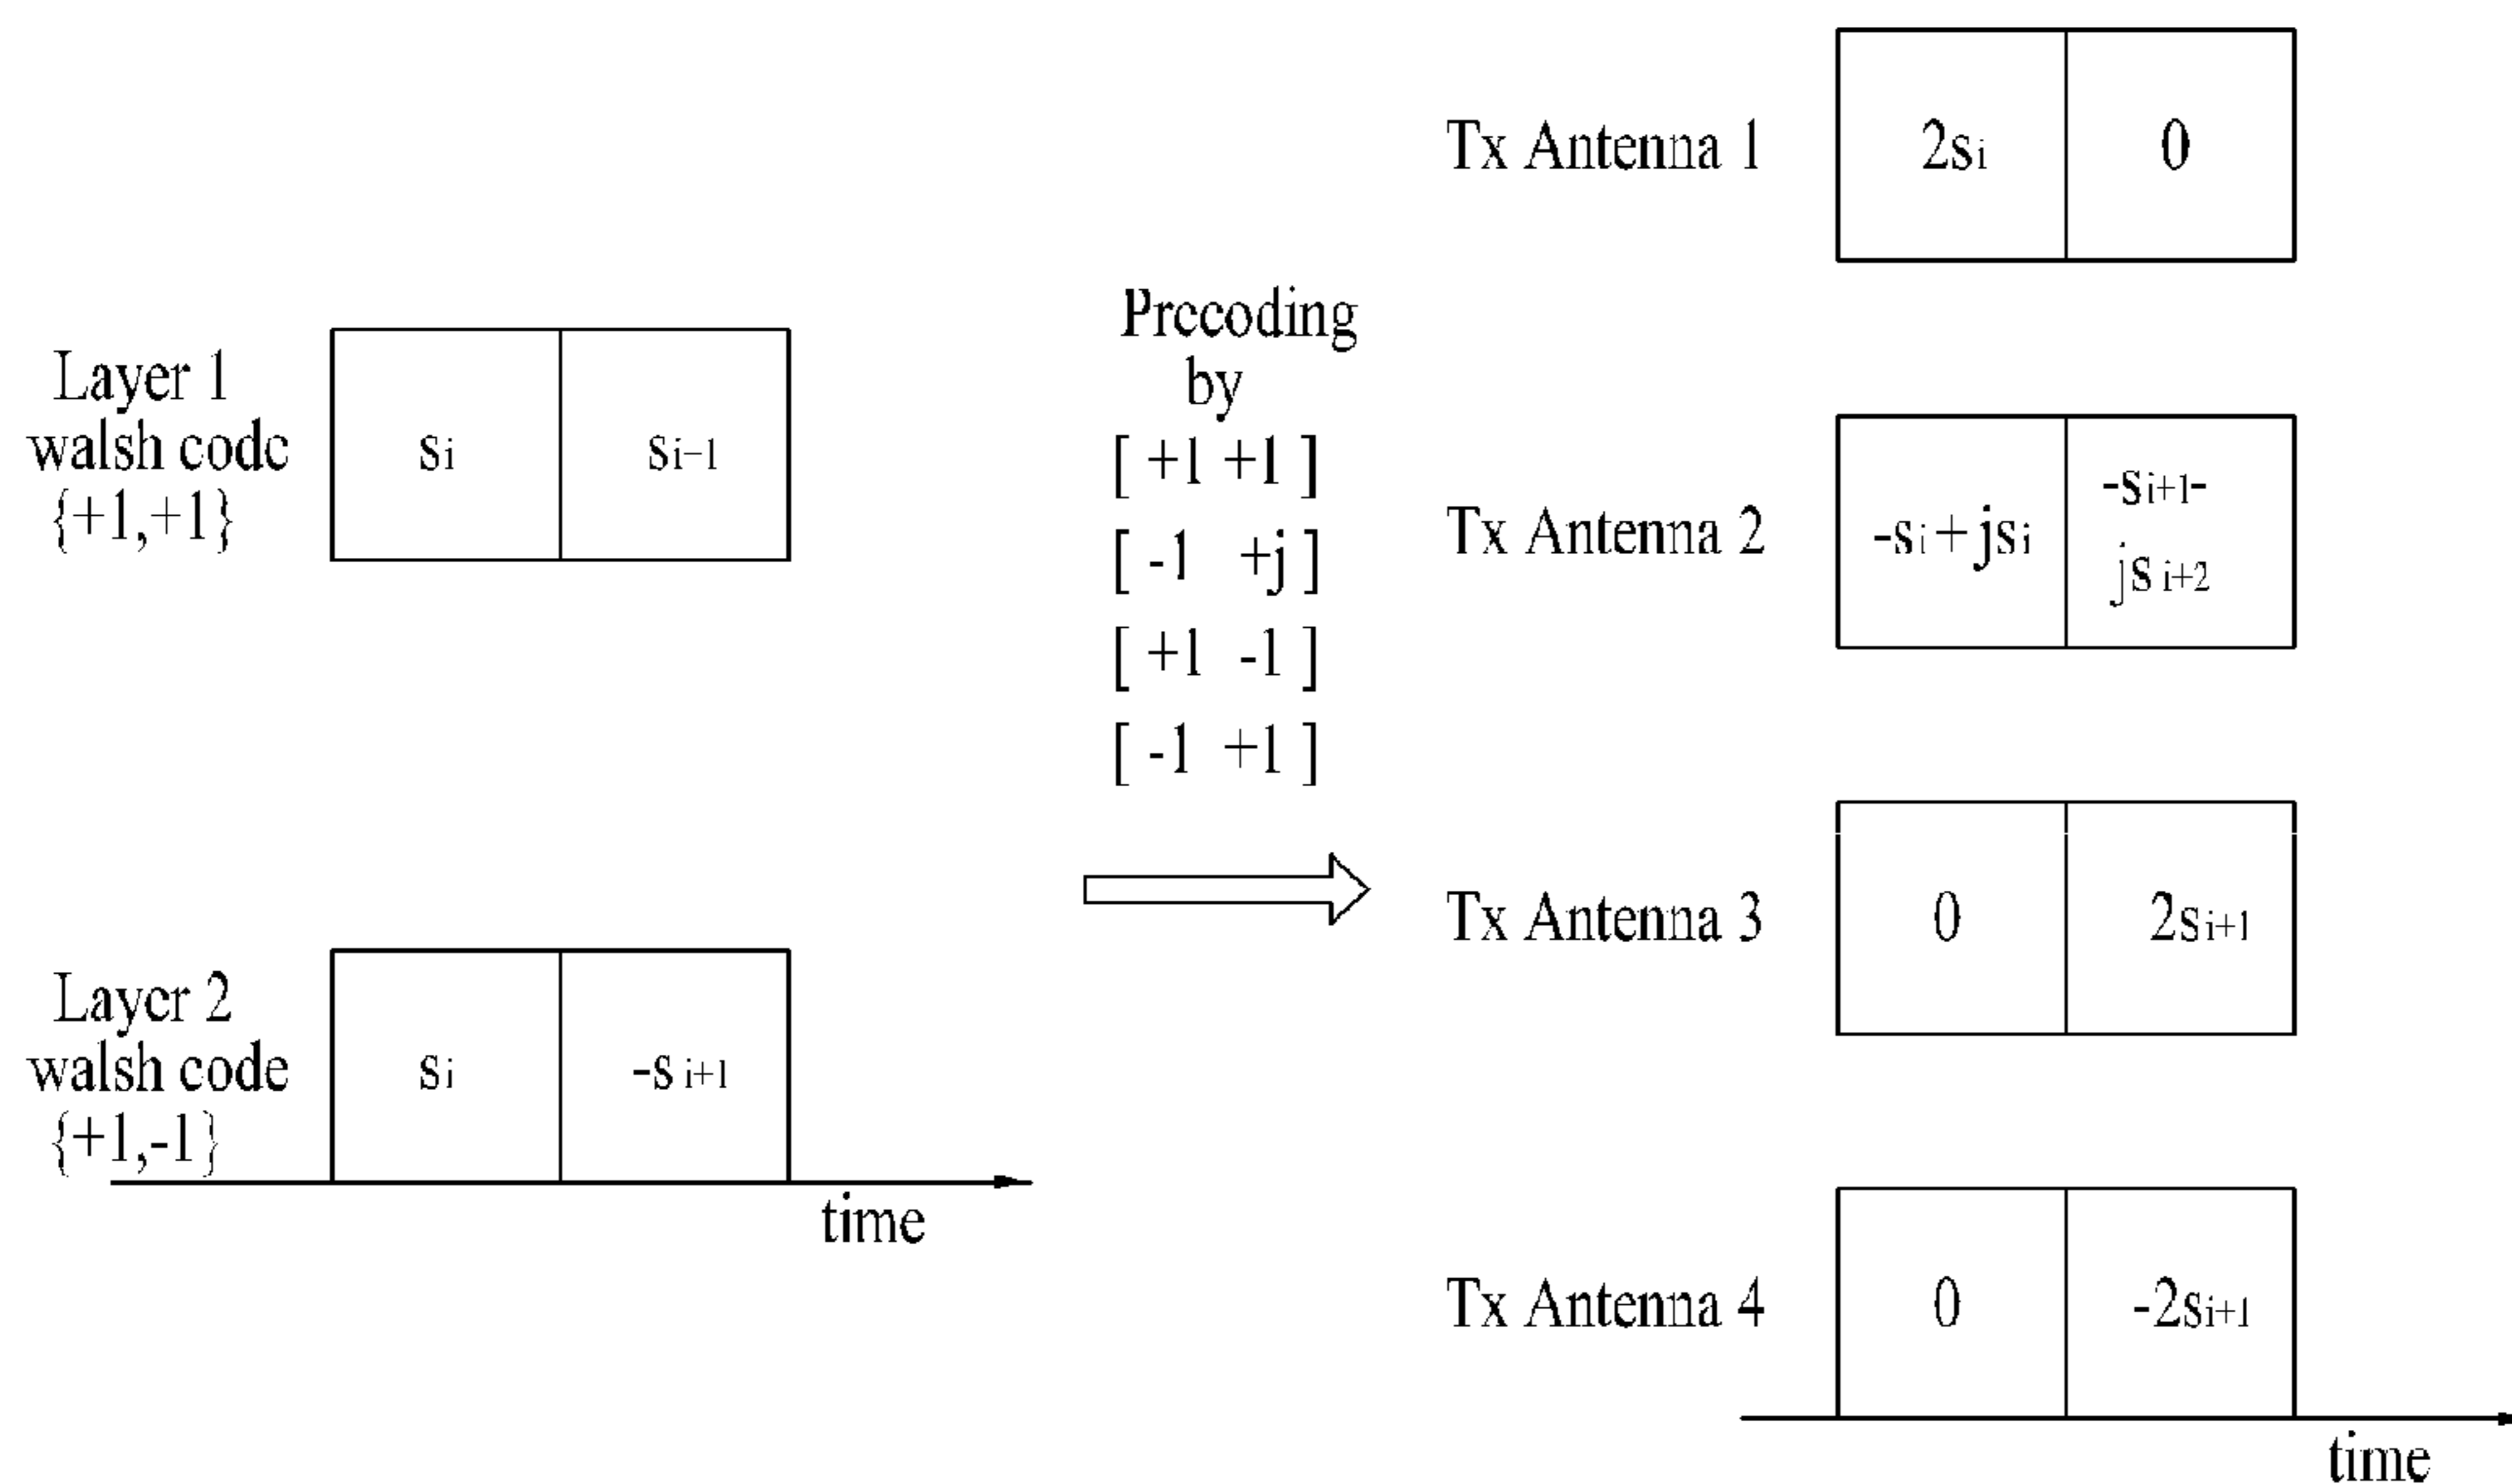 Layer 1
walsh code
{+1,+1}
si
si-1
Layer 2
walsh code
{+1,-1}
si
-s i+1
time
Precoding
by
[ +1 +1 ]
[ -1 +j ]
[ +1 -1 ]
[ -1 +1 ]
Tx Antenna 1
2si
0
Tx Antenna 2
-si+jsi
-si+1-
js i+2
Tx Antenna 3
0
2si+1
Tx Antenna 4
0
-2si+1
time